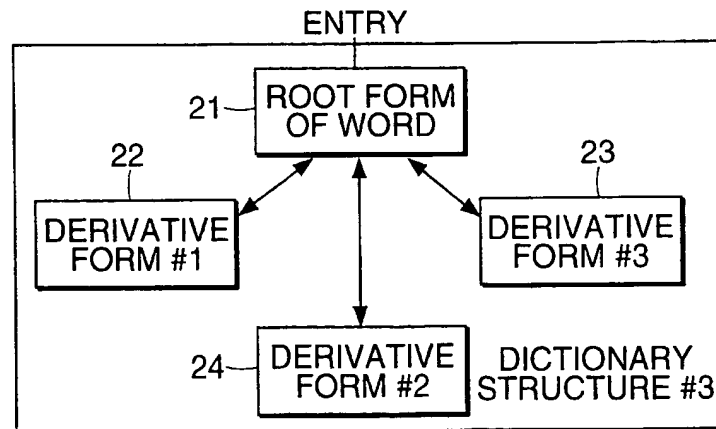 ENTRY
21
ROOT FORM
OF WORD
22
DERIVATIVE
FORM #1
23
DERIVATIVE
FORM #3
24
DERIVATIVE
FORM #2
DICTIONARY
STRUCTURE #3